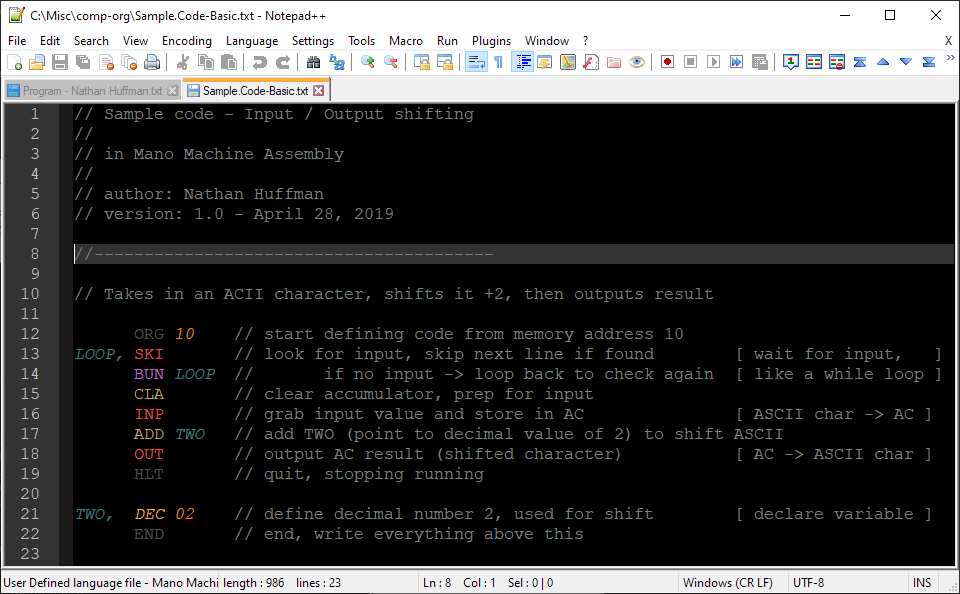 C:\Misc\comp-org\Sample.Code-Basic.txt - Notepad++
File Edit Search View Encoding Language Settings Tools Macro Run Plugins Window ? X
Program - Nathan Huffman.txt Sample.Code-Basic.txt
1 // Sample code - Input / Output shifting
2 //
3 // in Mano Machine Assembly
4 //
5 // author: Nathan Huffman
6 // version: 1.0 - April 28, 2019
7
8 //----------------------------------------
9
10 // Takes in an ACII character, shifts it +2, then outputs result
11
12 ORG 10 // start defining code from memory address 10
13 LOOP, SKI // look for input, skip next line if found [ wait for input, ]
14 BUN LOOP // if no input -> loop back to check again [ like a while loop ]
15 CLA // clear accumulator, prep for input
16 INP // grab input value and store in AC [ ASCII char -> AC ]
17 ADD TWO // add TWO (point to decimal value of 2) to shift ASCII
18 OUT // output AC result (shifted character) [ AC -> ASCII char ]
19 HLT // quit, stopping running
20
21 TWO, DEC 02 // define decimal number 2, used for shift [ declare variable ]
22 END // end, write everything above this
23
User Defined language file - Mano Machi length : 986 lines : 23 Ln : 8 Col : 1 Sel : 0 | 0 Windows (CR LF) UTF-8 INS